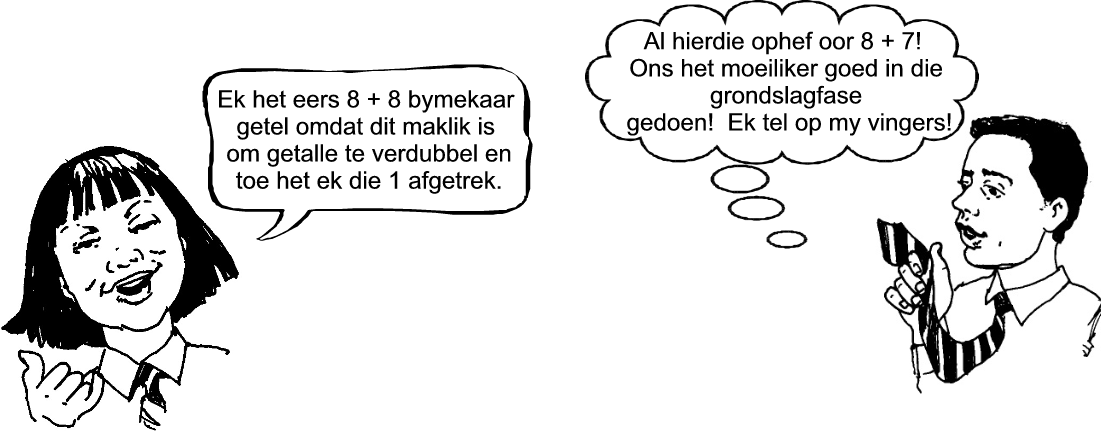 Ek het eers 8 + 8 bymekaar
getel omdat dit maklik is
om getalle te verdubbel en
toe het ek die 1 afgetrek.
Al hierdie ophef oor 8 + 7!
Ons het moeiliker goed in die
grondslagfase
gedoen! Ek tel op my vingers!